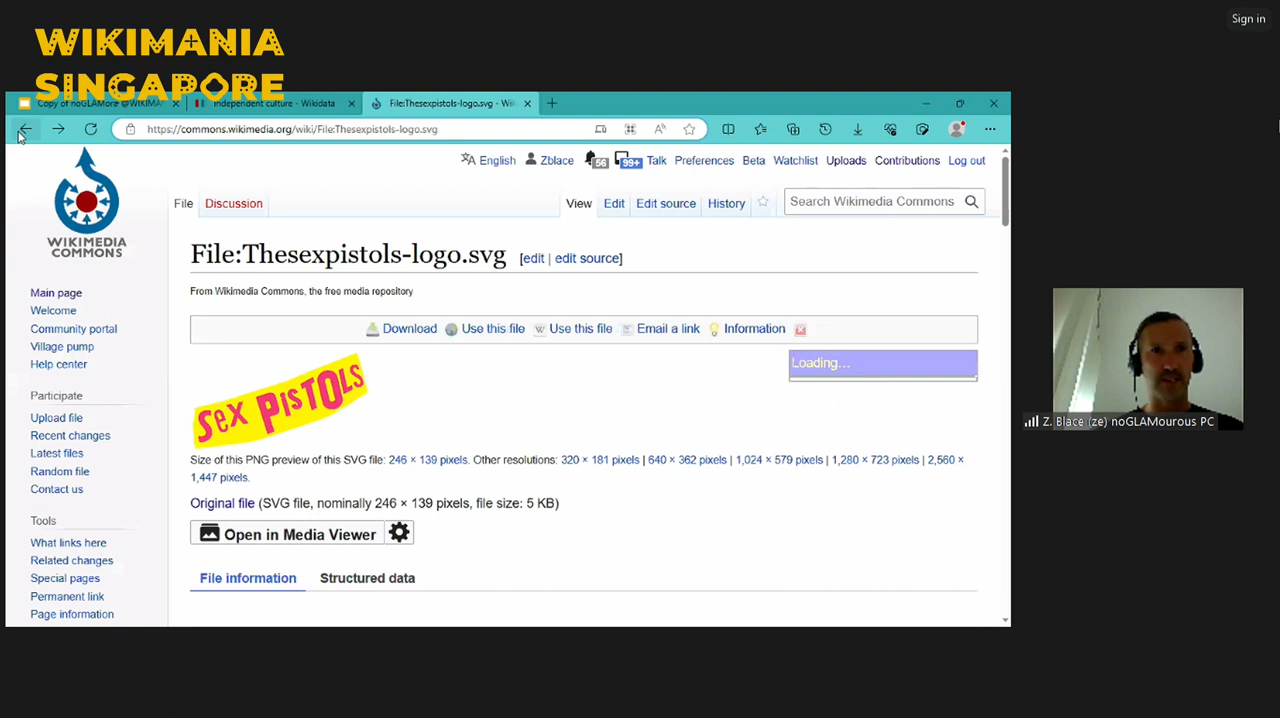 Sign in
WIKIMANIA
SINGAPORE
Copy of noGLAMore @WIKIMA
Independent culture - Wikidata
File:Thesexpistols-logo.svg - Wi
https://commons.wikimedia.org/wiki/File:Thesexpistols-logo.svg
English Zblace 56 99+ Talk Preferences Beta Watchlist Uploads Contributions Log out
File Discussion View Edit Edit source History Search Wikimedia Commons
WIKIMEDIA
COMMONS
File:Thesexpistols-logo.svg [edit | edit source]
From Wikimedia Commons, the free media repository
Download Use this file Use this file Email a link Information
Loading...
SEX PISTOLS
Size of this PNG preview of this SVG file: 246 × 139 pixels. Other resolutions: 320 × 181 pixels | 640 × 362 pixels | 1,024 × 579 pixels | 1,280 × 723 pixels | 2,560 ×
1,447 pixels.
Original file (SVG file, nominally 246 × 139 pixels, file size: 5 KB)
Open in Media Viewer
File information Structured data
Main page
Welcome
Community portal
Village pump
Help center
Participate
Upload file
Recent changes
Latest files
Random file
Contact us
Tools
What links here
Related changes
Special pages
Permanent link
Page information
Z. Blace (ze) noGLAMourous PC